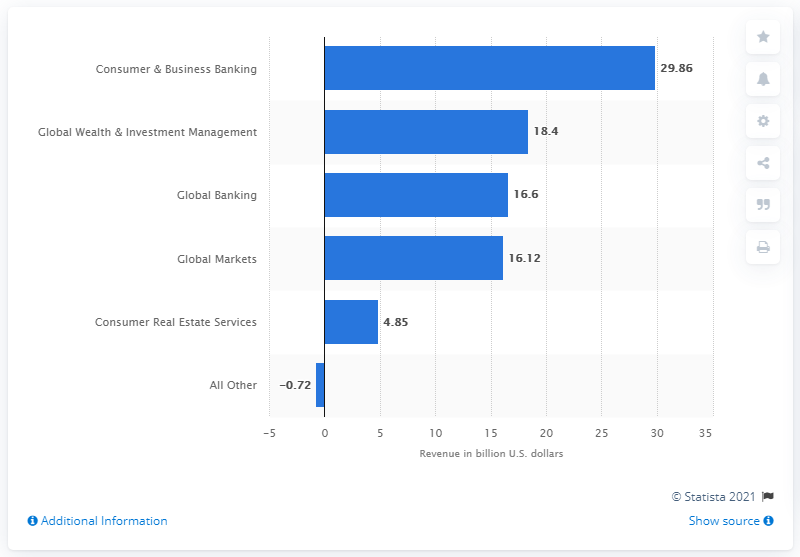 Consumer & Business Banking 29.86
Global Wealth & Investment Management 18.4
Global Banking 16.6
Global Markets 16.12
Consumer Real Estate Services 4.85
All Other −0.72
−5 0 5 10 15 20 25 30 35
Revenue in billion U.S. dollars
© Statista 2021
Additional Information Show source